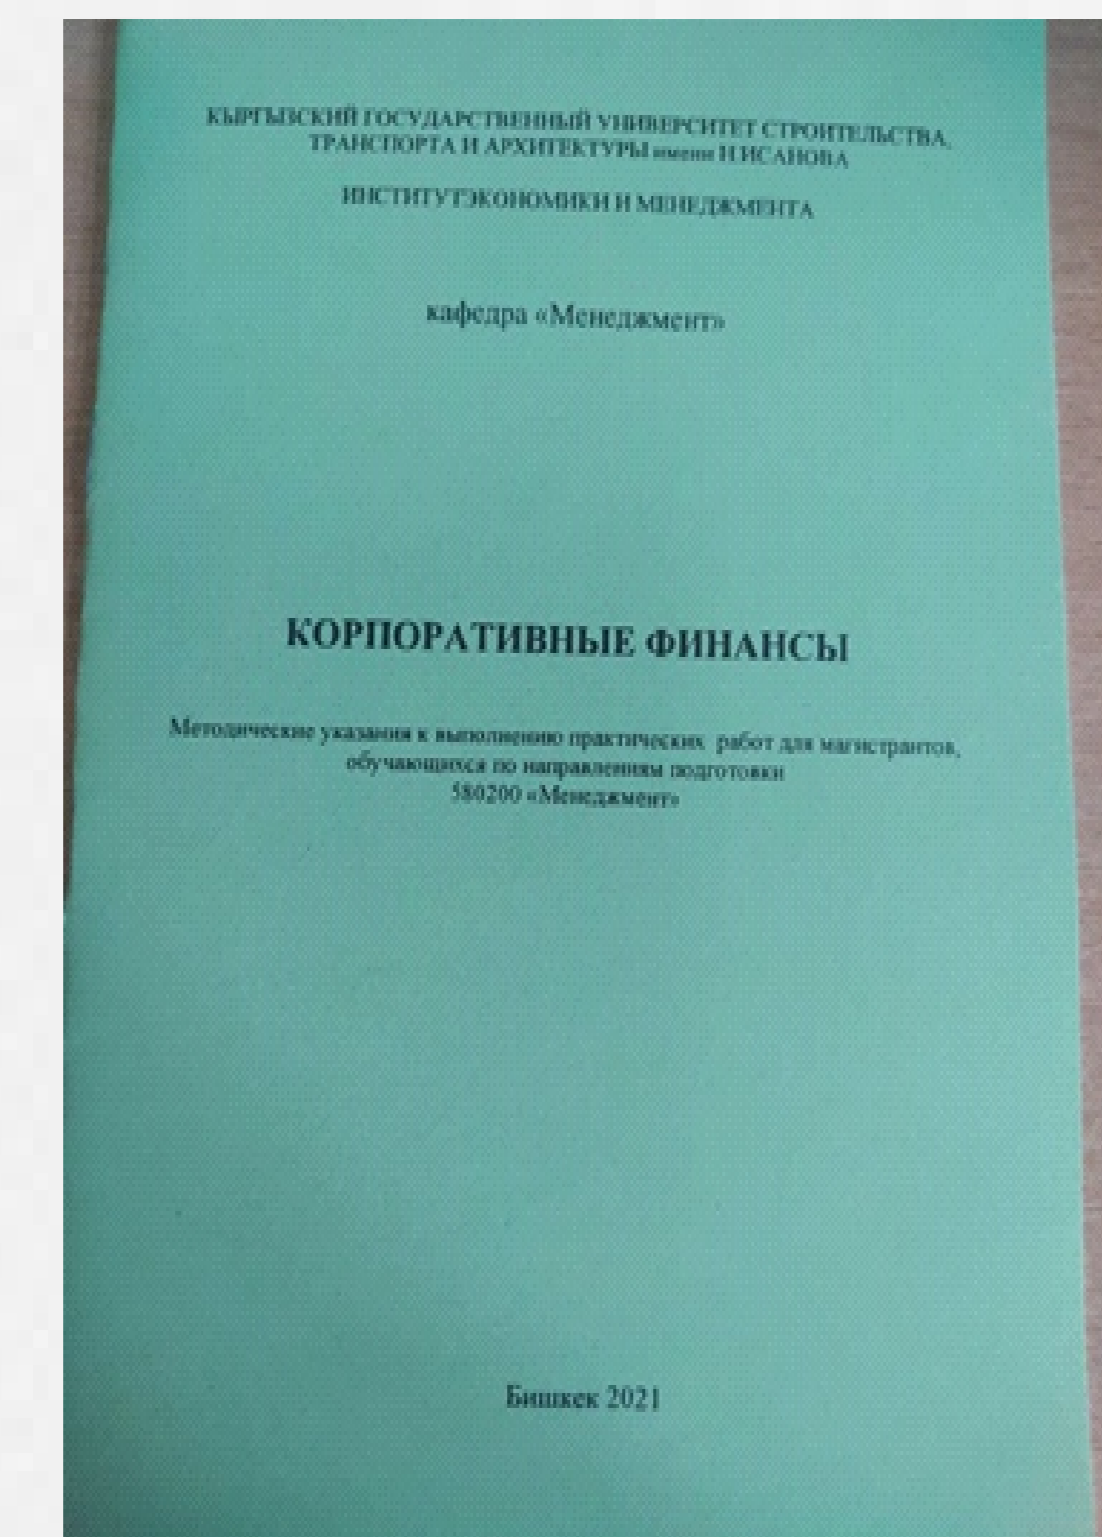 КЫРГЫЗСКИЙ ГОСУДАРСТВЕННЫЙ УНИВЕРСИТЕТ СТРОИТЕЛЬСТВА,
ТРАНСПОРТА И АРХИТЕКТУРЫ имени Н.ИСАНОВА
ИНСТИТУТЭКОНОМИКИ И МЕНЕДЖМЕНТА
кафедра «Менеджмент»
КОРПОРАТИВНЫЕ ФИНАНСЫ
Методические указания к выполнению практических работ для магистрантов,
обучающихся по направлениям подготовки
580200 «Менеджмент»
Бишкек 2021